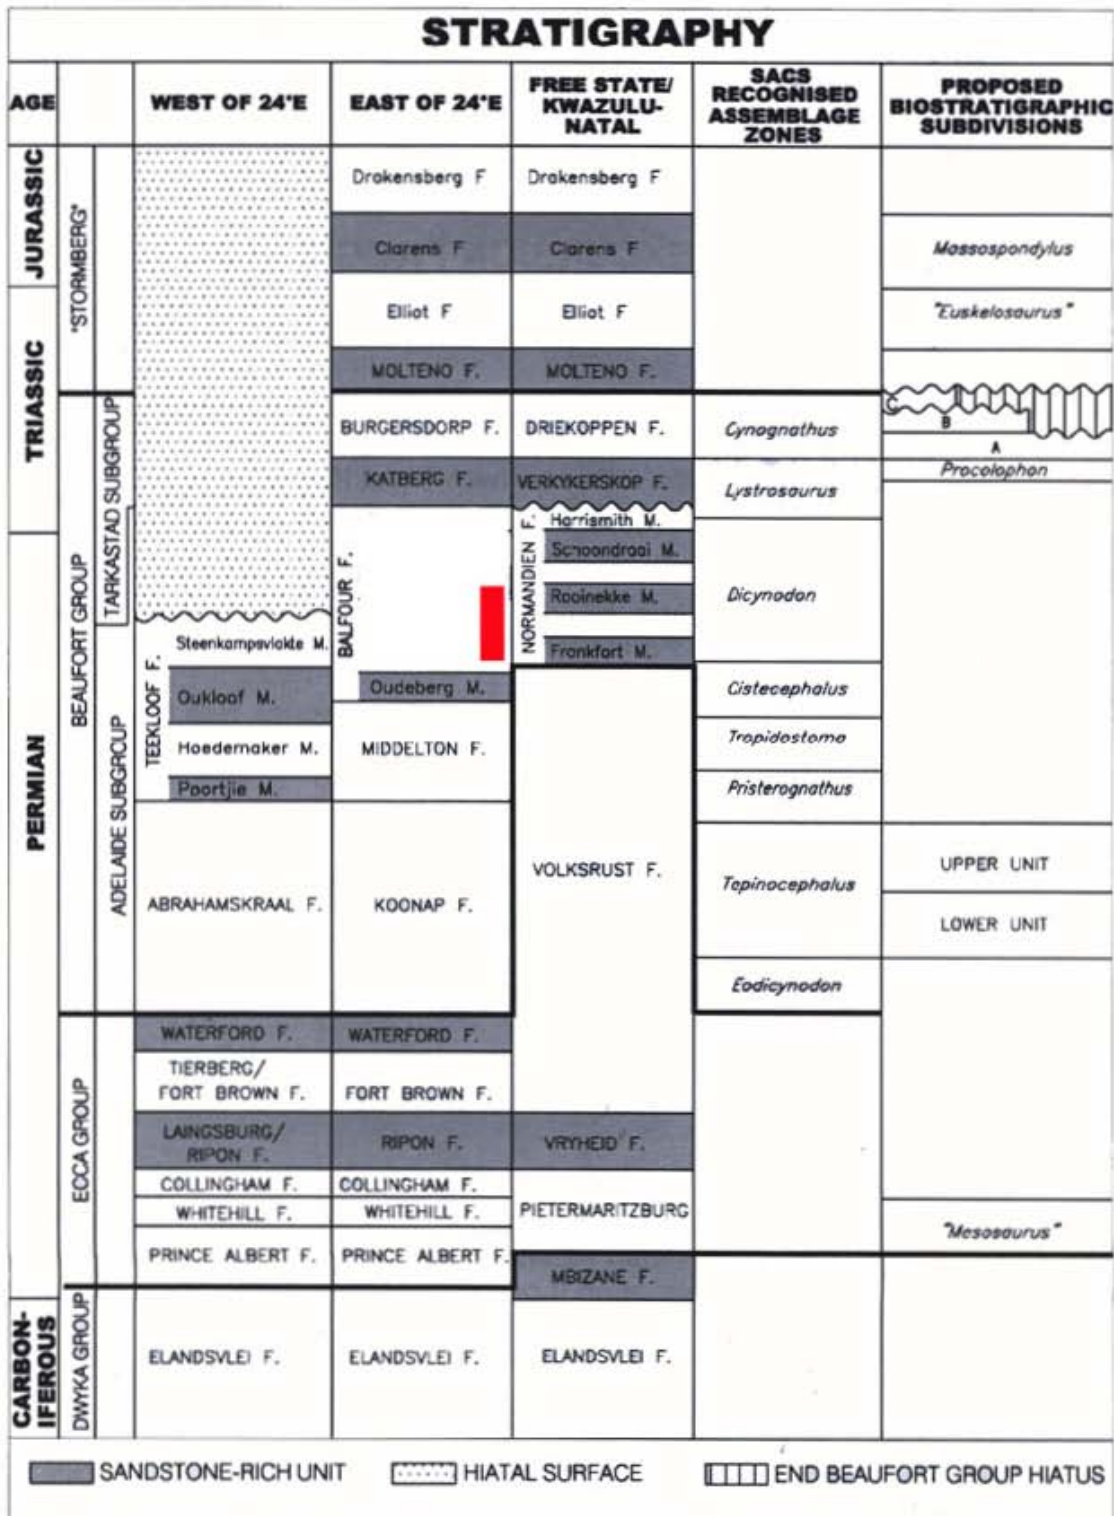 STRATIGRAPHY
AGE
WEST OF 24°E
EAST OF 24°E
FREE STATE/
KWAZULU-
NATAL
SACS
RECOGNISED
ASSEMBLAGE
ZONES
PROPOSED
BIOSTRATIGRAPHIC
SUBDIVISIONS
JURASSIC
TRIASSIC
PERMIAN
CARBON-
IFEROUS
"STORMBERG"
BEAUFORT GROUP
ECCA GROUP
DWYKA GROUP
TARKASTAD SUBGROUP
ADELAIDE SUBGROUP
TEEKLOOF F.
Steenkampsvlakte M.
Oukloof M.
Hoedemaker M.
Poortjie M.
ABRAHAMSKRAAL F.
WATERFORD F.
TIERBERG/
FORT BROWN F.
LAINGSBURG/
RIPON F.
COLLINGHAM F.
WHITEHILL F.
PRINCE ALBERT F.
ELANDSVLEI F.
Drakensberg F
Clarens F
Elliot F
MOLTENO F.
BURGERSDORP F.
KATBERG F.
BALFOUR F.
Oudeberg M.
MIDDELTON F.
KOONAP F.
WATERFORD F.
FORT BROWN F.
RIPON F.
COLLINGHAM F.
WHITEHILL F.
PRINCE ALBERT F.
ELANDSVLEI F.
Drakensberg F
Clarens F
Elliot F
MOLTENO F.
DRIEKOPPEN F.
VERKYKERSKOP F.
NORMANDIEN F.
Harrismith M.
Schoondraai M.
Rooinekke M.
Frankfort M.
VOLKSRUST F.
VRYHEID F.
PIETERMARITZBURG
MBIZANE F.
ELANDSVLEI F.
Cynognathus
Lystrosaurus
Dicynodon
Cistecephalus
Tropidostoma
Pristerognathus
Tapinocephalus
Eodicynodon
Massospondylus
"Euskelosaurus"
C
B
A
Procolophon
UPPER UNIT
LOWER UNIT
"Mesosaurus"
SANDSTONE-RICH UNIT
HIATAL SURFACE
END BEAUFORT GROUP HIATUS